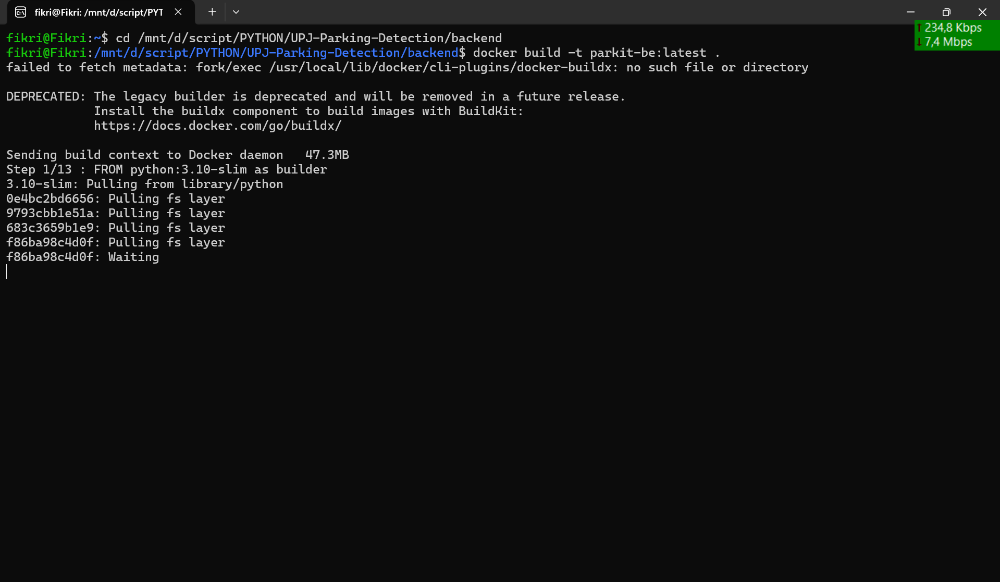 fikri@Fikri: /mnt/d/script/PYT
234,8 Kbps
7,4 Mbps
fikri@Fikri:~$ cd /mnt/d/script/PYTHON/UPJ-Parking-Detection/backend
fikri@Fikri:/mnt/d/script/PYTHON/UPJ-Parking-Detection/backend$ docker build -t parkit-be:latest .
failed to fetch metadata: fork/exec /usr/local/lib/docker/cli-plugins/docker-buildx: no such file or directory
DEPRECATED: The legacy builder is deprecated and will be removed in a future release.
Install the buildx component to build images with BuildKit:
https://docs.docker.com/go/buildx/
Sending build context to Docker daemon   47.3MB
Step 1/13 : FROM python:3.10-slim as builder
3.10-slim: Pulling from library/python
0e4bc2bd6656: Pulling fs layer
9793cbb1e51a: Pulling fs layer
683c3659b1e9: Pulling fs layer
f86ba98c4d0f: Pulling fs layer
f86ba98c4d0f: Waiting